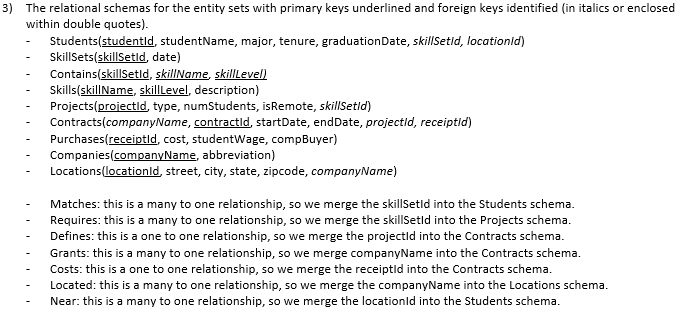 3) The relational schemas for the entity sets with primary keys underlined and foreign keys identified (in italics or enclosed
within double quotes).
- Students(studentId, studentName, major, tenure, graduationDate, skillSetId, locationId)
- SkillSets(skillSetId, date)
- Contains(skillSetId, skillName, skillLevel)
- Skills(skillName, skillLevel, description)
- Projects(projectId, type, numStudents, isRemote, skillSetId)
- Contracts(companyName, contractId, startDate, endDate, projectId, receiptId)
- Purchases(receiptId, cost, studentWage, compBuyer)
- Companies(companyName, abbreviation)
- Locations(locationId, street, city, state, zipcode, companyName)
- Matches: this is a many to one relationship, so we merge the skillSetId into the Students schema.
- Requires: this is a many to one relationship, so we merge the skillSetId into the Projects schema.
- Defines: this is a one to one relationship, so we merge the projectId into the Contracts schema.
- Grants: this is a many to one relationship, so we merge companyName into the Contracts schema.
- Costs: this is a one to one relationship, so we merge the receiptId into the Contracts schema.
- Located: this is a many to one relationship, so we merge the companyName into the Locations schema.
- Near: this is a many to one relationship, so we merge the locationId into the Students schema.